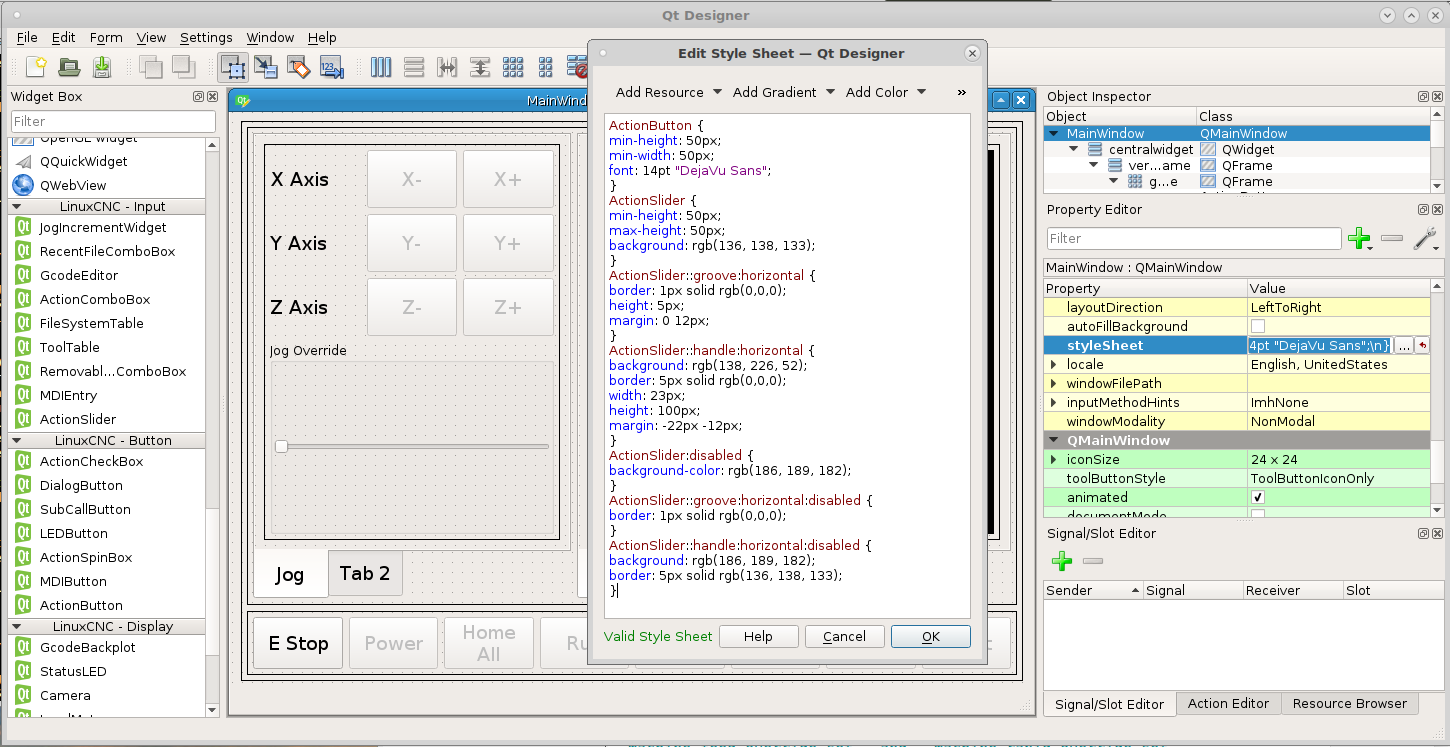 Qt Designer
File Edit Form View Settings Window Help
Widget Box
Filter
OpenGL Widget
QQuickWidget
QWebView
LinuxCNC - Input
JogIncrementWidget
RecentFileComboBox
GcodeEditor
ActionComboBox
FileSystemTable
ToolTable
Removabl...ComboBox
MDIEntry
ActionSlider
LinuxCNC - Button
ActionCheckBox
DialogButton
SubCallButton
LEDButton
ActionSpinBox
MDIButton
ActionButton
LinuxCNC - Display
GcodeBackplot
StatusLED
Camera
MainWind
X Axis X- X+
Y Axis Y- Y+
Z Axis Z- Z+
Jog Override
Jog Tab 2
E Stop Power Home All Ru
Edit Style Sheet — Qt Designer
Add Resource Add Gradient Add Color »
ActionButton {
min-height: 50px;
min-width: 50px;
font: 14pt "DejaVu Sans";
}
ActionSlider {
min-height: 50px;
max-height: 50px;
background: rgb(136, 138, 133);
}
ActionSlider::groove:horizontal {
border: 1px solid rgb(0,0,0);
height: 5px;
margin: 0 12px;
}
ActionSlider::handle:horizontal {
background: rgb(138, 226, 52);
border: 5px solid rgb(0,0,0);
width: 23px;
height: 100px;
margin: -22px -12px;
}
ActionSlider:disabled {
background-color: rgb(186, 189, 182);
}
ActionSlider::groove:horizontal:disabled {
border: 1px solid rgb(0,0,0);
}
ActionSlider::handle:horizontal:disabled {
background: rgb(186, 189, 182);
border: 5px solid rgb(136, 138, 133);
}
Valid Style Sheet Help Cancel OK
Object Inspector
Object Class
MainWindow QMainWindow
centralwidget QWidget
ver...ame QFrame
g...e QFrame
Property Editor
Filter
MainWindow : QMainWindow
Property Value
layoutDirection LeftToRight
autoFillBackground
styleSheet 4pt "DejaVu Sans";\n} ...
locale English, UnitedStates
windowFilePath
inputMethodHints ImhNone
windowModality NonModal
QMainWindow
iconSize 24 x 24
toolButtonStyle ToolButtonIconOnly
animated
documentMode
Signal/Slot Editor
Sender Signal Receiver Slot
Signal/Slot Editor Action Editor Resource Browser